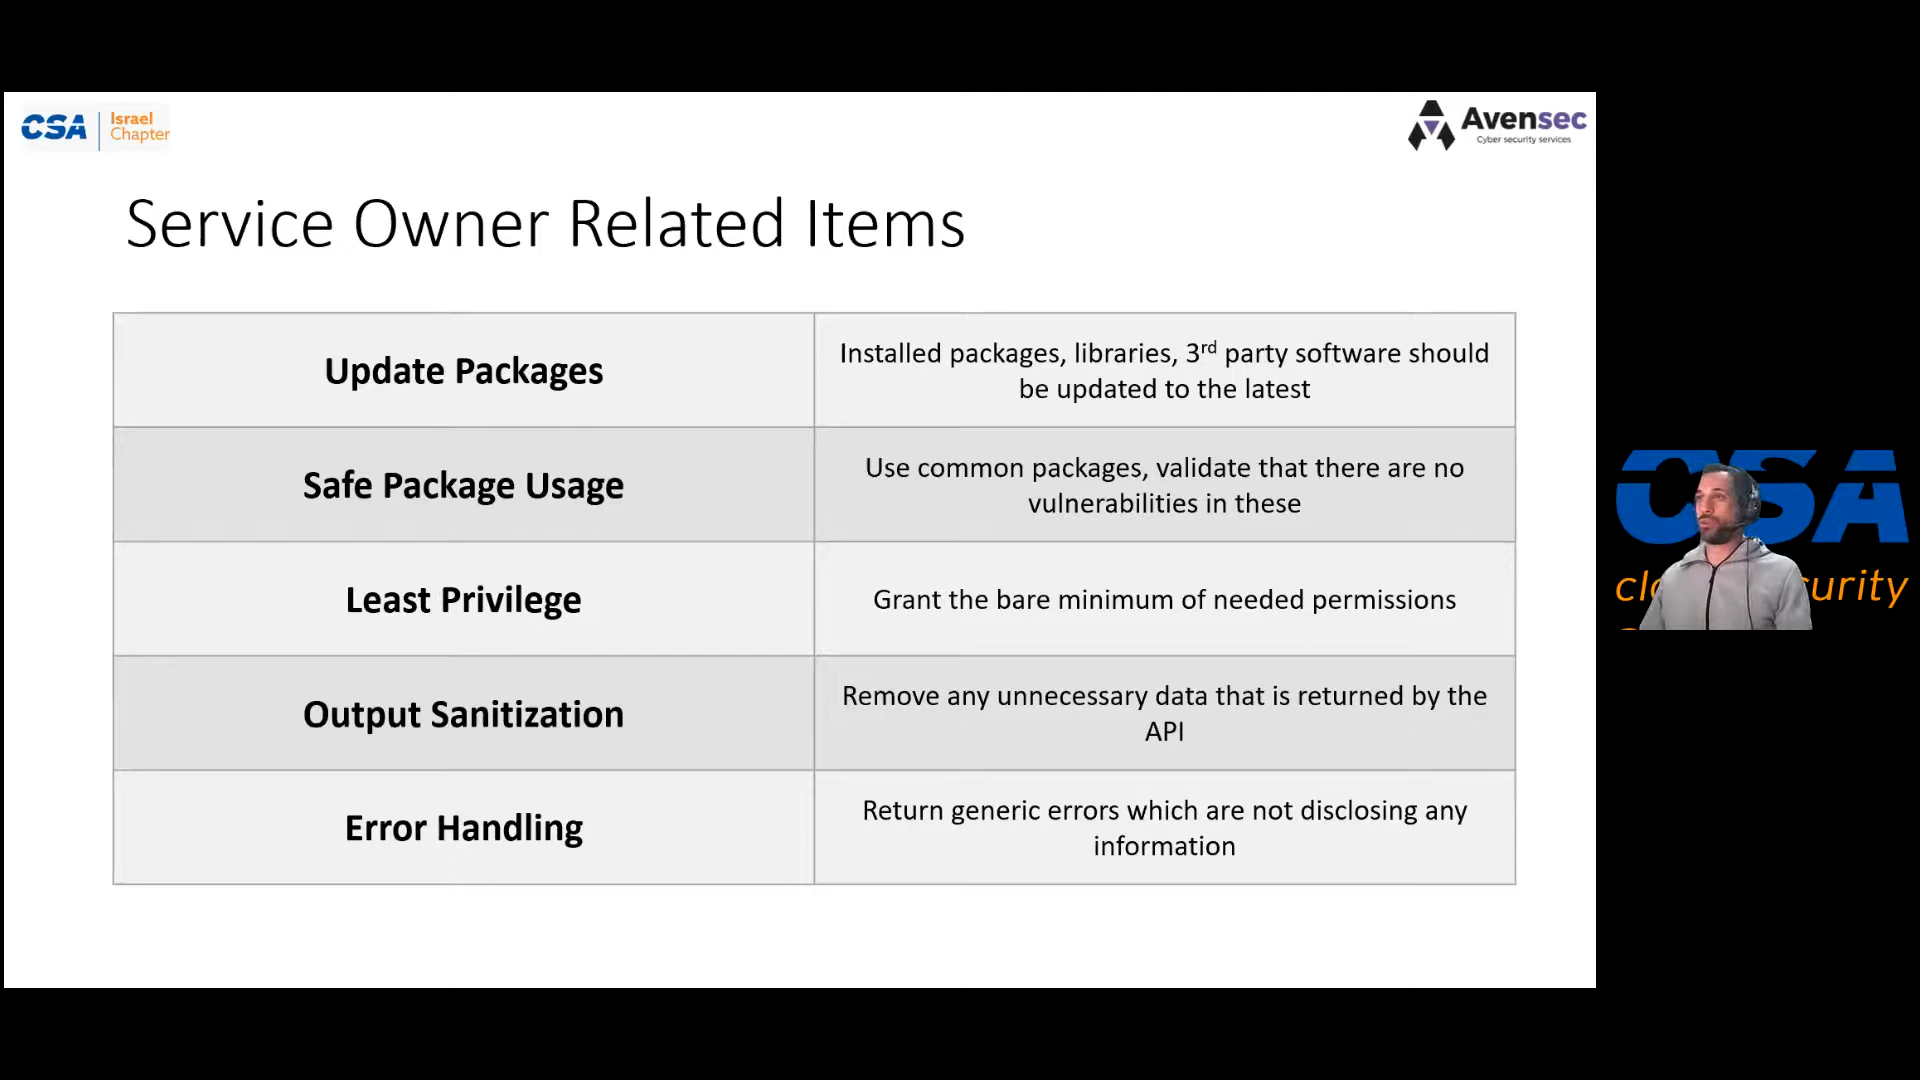 CSA
Israel
Chapter
Avensec
Cyber security services
Service Owner Related Items
Update Packages
Installed packages, libraries, 3rd party software should
be updated to the latest
Safe Package Usage
Use common packages, validate that there are no
vulnerabilities in these
Least Privilege
Grant the bare minimum of needed permissions
Output Sanitization
Remove any unnecessary data that is returned by the
API
Error Handling
Return generic errors which are not disclosing any
information
CSA